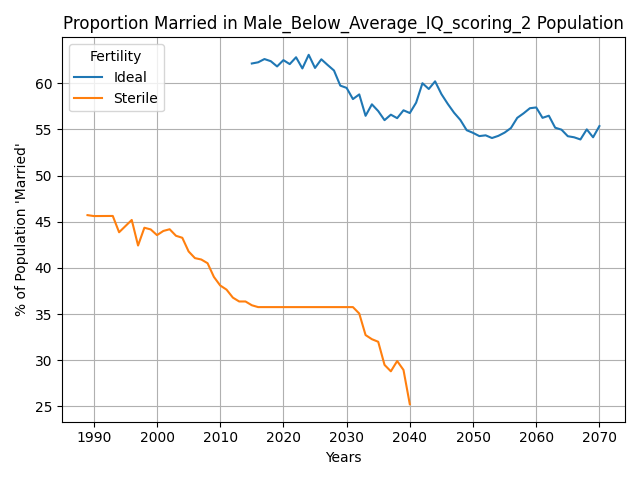 Proportion Married in Male_Below_Average_IQ_scoring_2 Population
Fertility
Ideal
Sterile
% of Population 'Married'
60
55
50
45
40
35
30
25
1990 2000 2010 2020 2030 2040 2050 2060 2070
Years